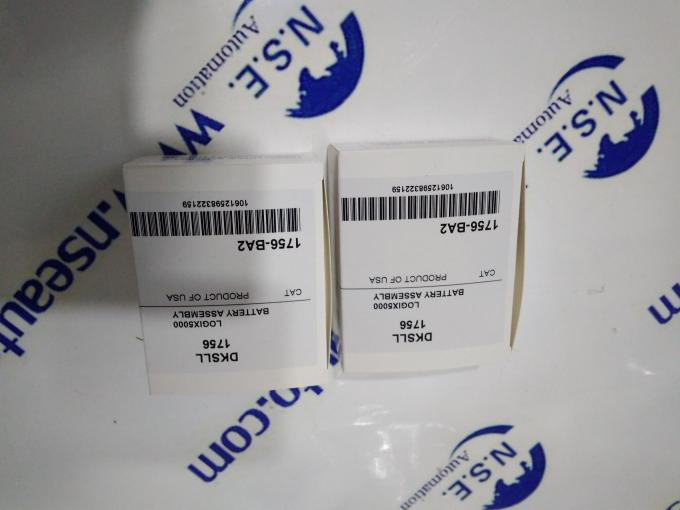 N.S.E.
Automation
N.S.E.
Automation
www.nseauto.com
DKSLL
1756
LOGIX5000
BATTERY ASSEMBLY
PRODUCT OF USA
CAT
1756-BA2
10612598322159
DKSLL
1756
LOGIX5000
BATTERY ASSEMBLY
PRODUCT OF USA
CAT
1756-BA2
10612598322159
N.S.E.
Automation